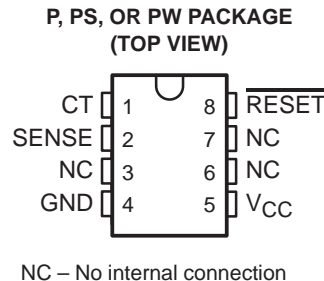 P, PS, OR PW PACKAGE
(TOP VIEW)
CT 1 8 RESET
SENSE 2 7 NC
NC 3 6 NC
GND 4 5 VCC
NC – No internal connection